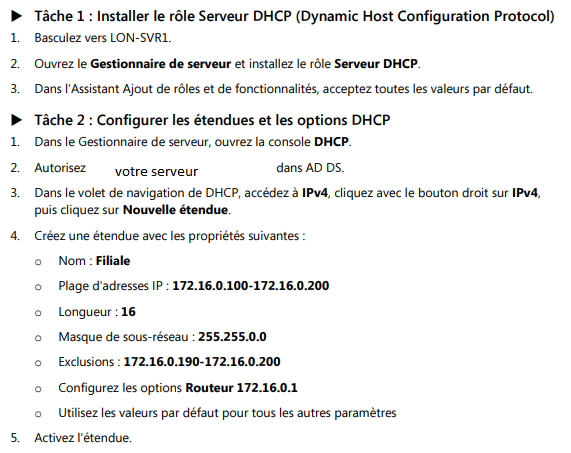 ▶ Tâche 1 : Installer le rôle Serveur DHCP (Dynamic Host Configuration Protocol)
1. Basculez vers LON-SVR1.
2. Ouvrez le Gestionnaire de serveur et installez le rôle Serveur DHCP.
3. Dans l'Assistant Ajout de rôles et de fonctionnalités, acceptez toutes les valeurs par défaut.
▶ Tâche 2 : Configurer les étendues et les options DHCP
1. Dans le Gestionnaire de serveur, ouvrez la console DHCP.
2. Autorisez votre serveur dans AD DS.
3. Dans le volet de navigation de DHCP, accédez à IPv4, cliquez avec le bouton droit sur IPv4,
puis cliquez sur Nouvelle étendue.
4. Créez une étendue avec les propriétés suivantes :
o Nom : Filiale
o Plage d'adresses IP : 172.16.0.100-172.16.0.200
o Longueur : 16
o Masque de sous-réseau : 255.255.0.0
o Exclusions : 172.16.0.190-172.16.0.200
o Configurez les options Routeur 172.16.0.1
o Utilisez les valeurs par défaut pour tous les autres paramètres
5. Activez l'étendue.